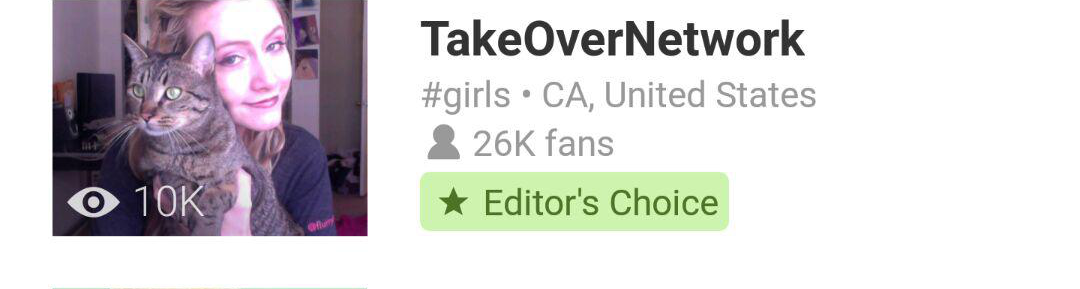 TakeOverNetwork
#girls • CA, United States
26K fans
★ Editor's Choice
10K